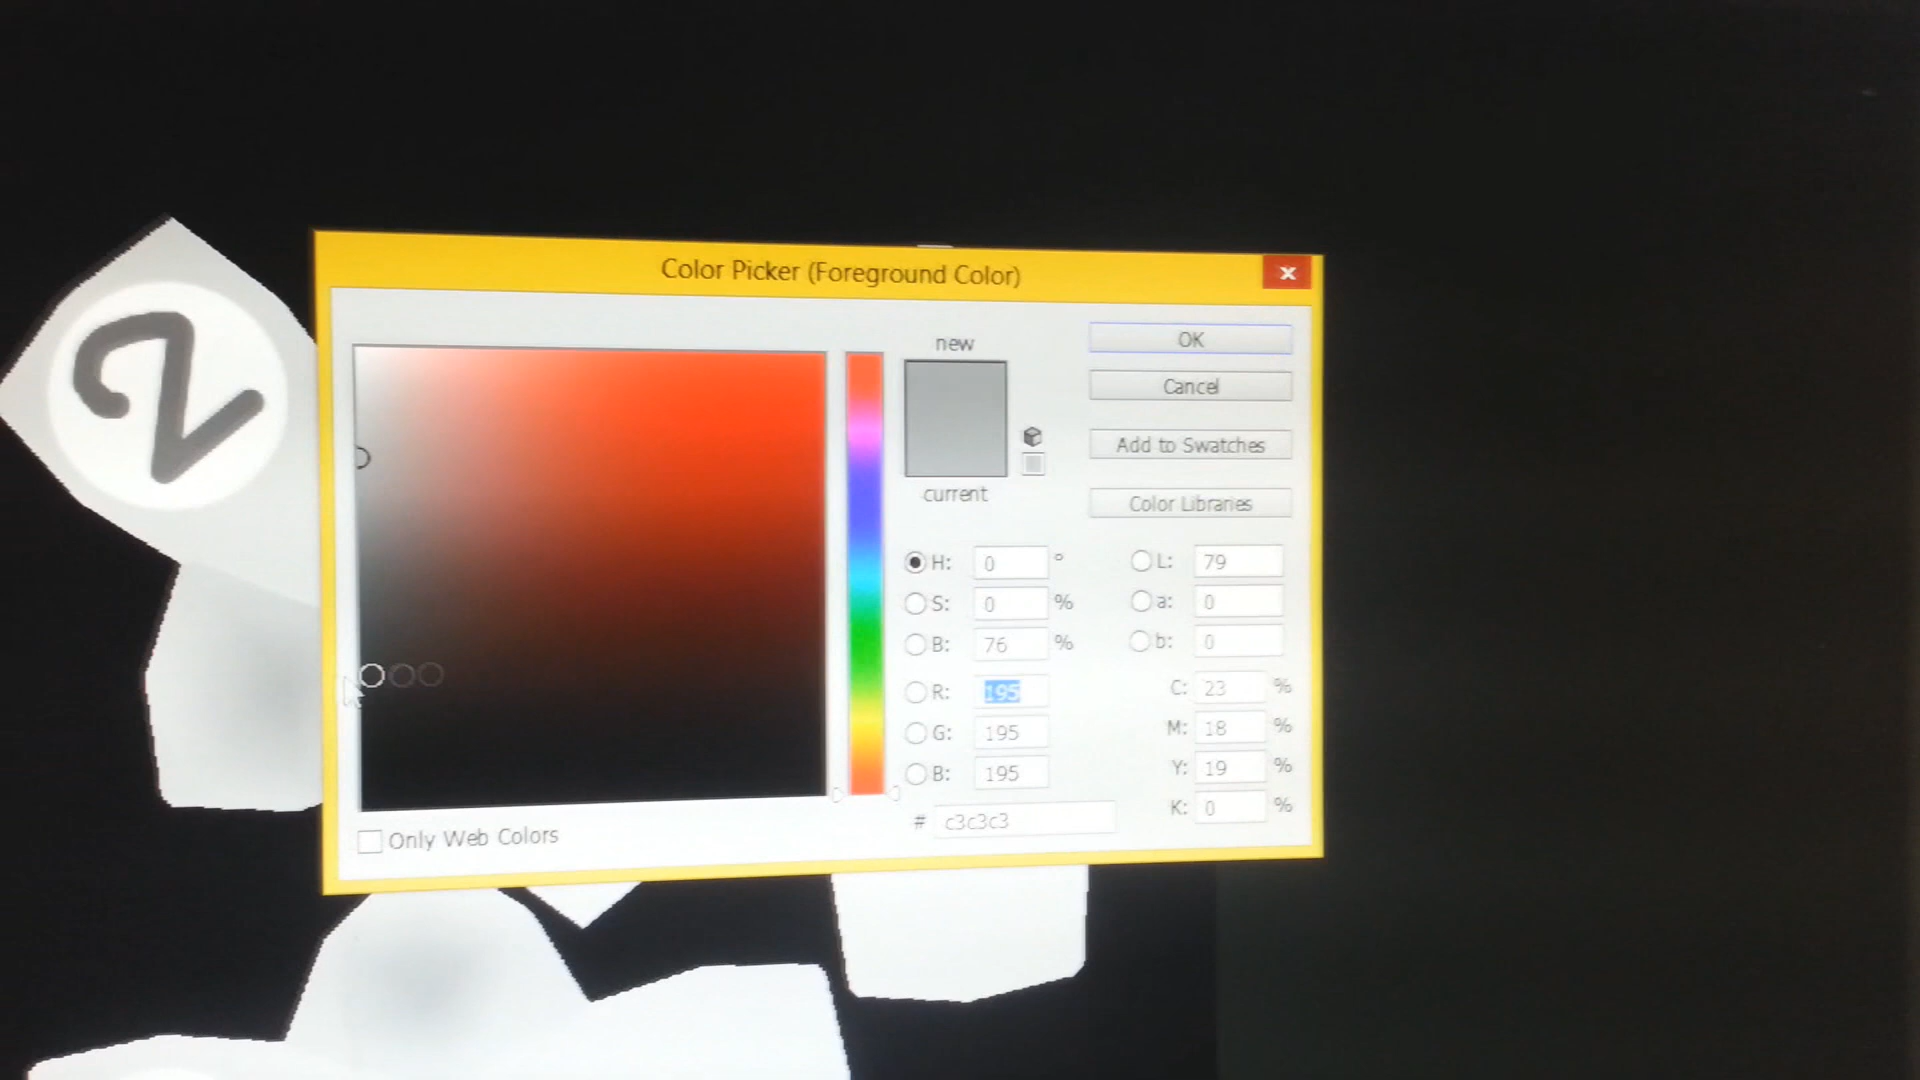 2
Color Picker (Foreground Color)
x
new
current
OK
Cancel
Add to Swatches
Color Libraries
H: 0 °
S: 0 %
B: 76 %
R: 195
G: 195
B: 195
# c3c3c3
L: 79
a: 0
b: 0
C: 23 %
M: 18 %
Y: 19 %
K: 0 %
Only Web Colors